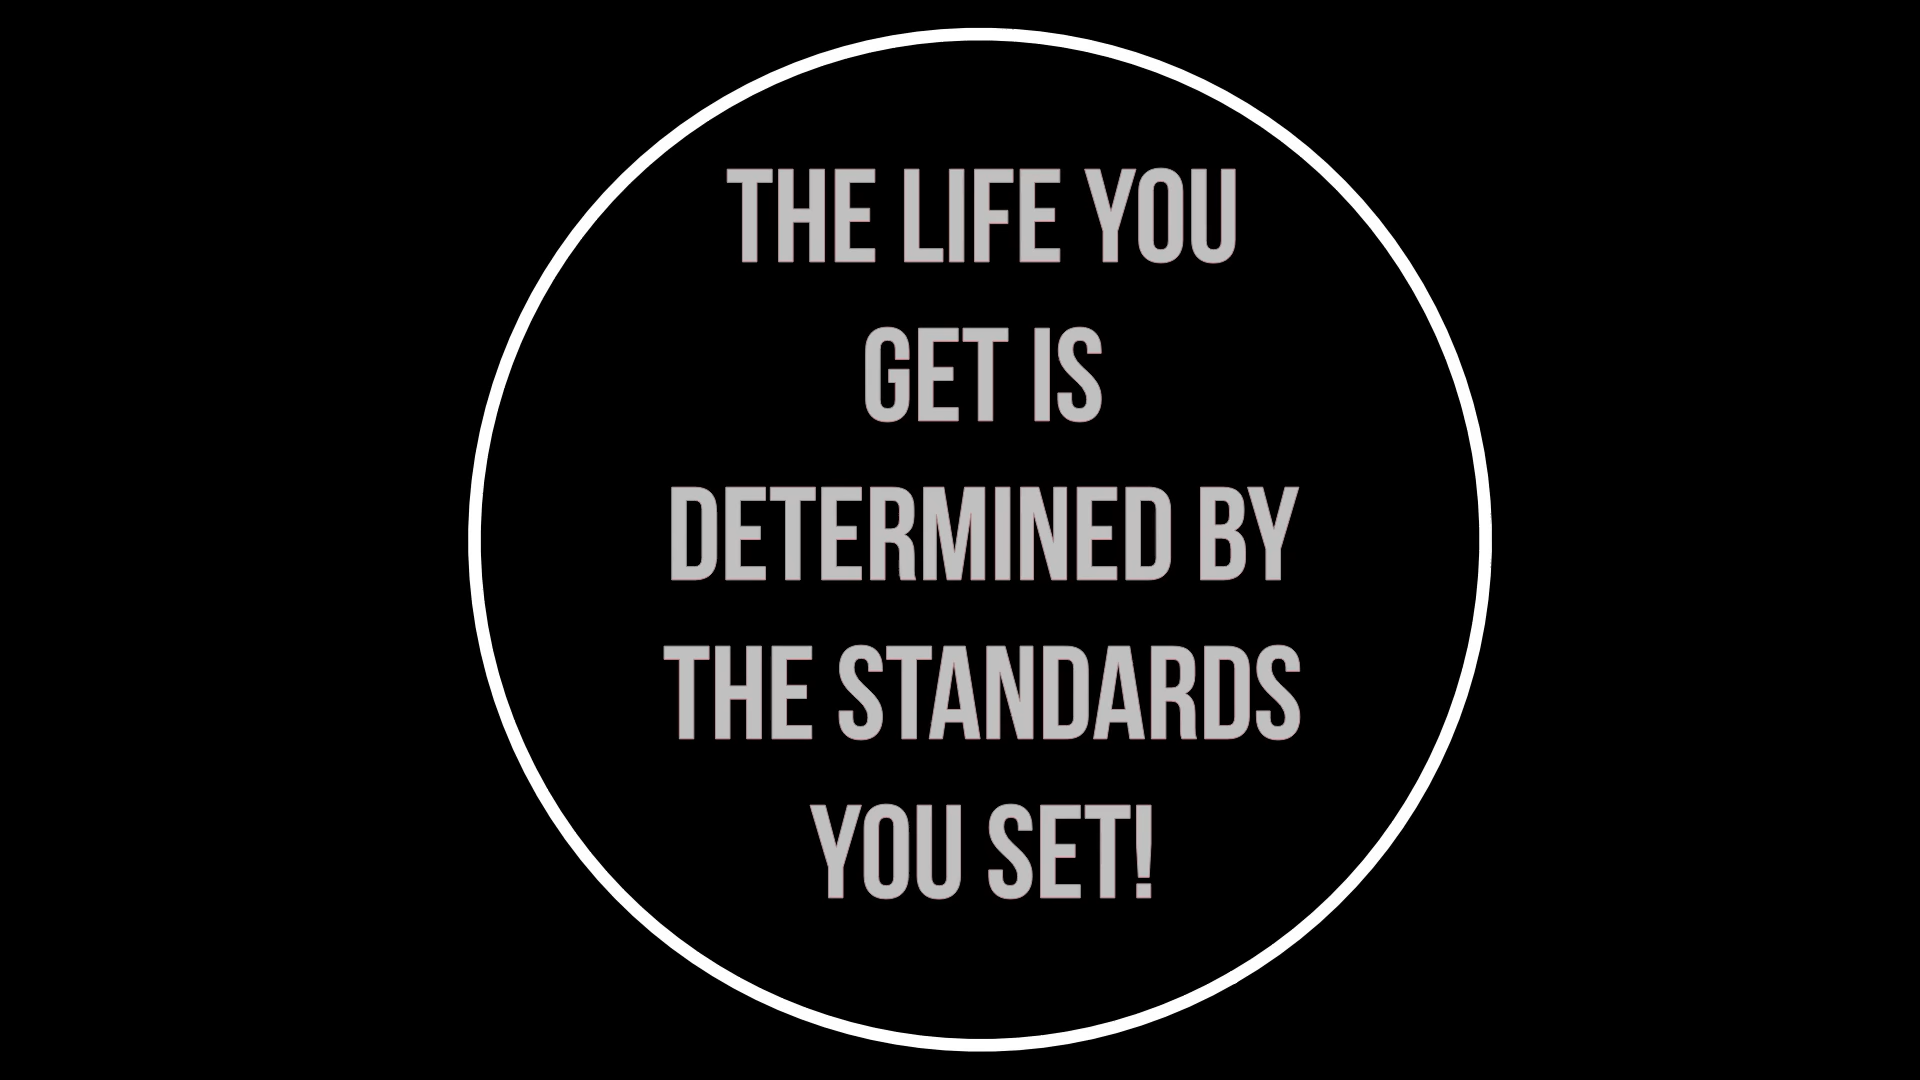 THE LIFE YOU
GET IS
DETERMINED BY
THE STANDARDS
YOU SET!